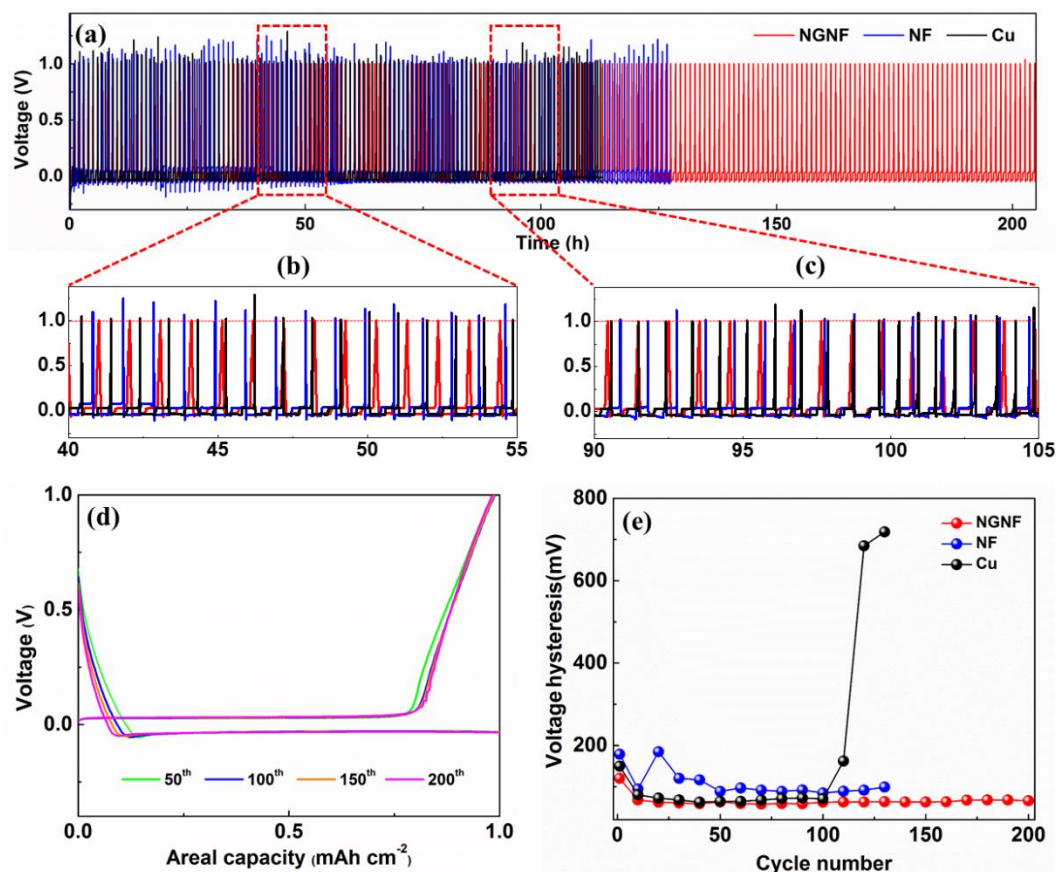 (a)
NGNF NF Cu
Voltage (V)
1.0
0.5
0.0
0 50 100 150 200
Time (h)
(b)
(c)
1.0
0.5
0.0
40 45 50 55
1.0
0.5
0.0
90 95 100 105
(d)
Voltage (V)
1.0
0.5
0.0
50th 100th 150th 200th
0.0 0.5 1.0
Areal capacity (mAh cm-2)
(e)
NGNF
NF
Cu
Voltage hysteresis(mV)
800
600
400
200
0 50 100 150 200
Cycle number